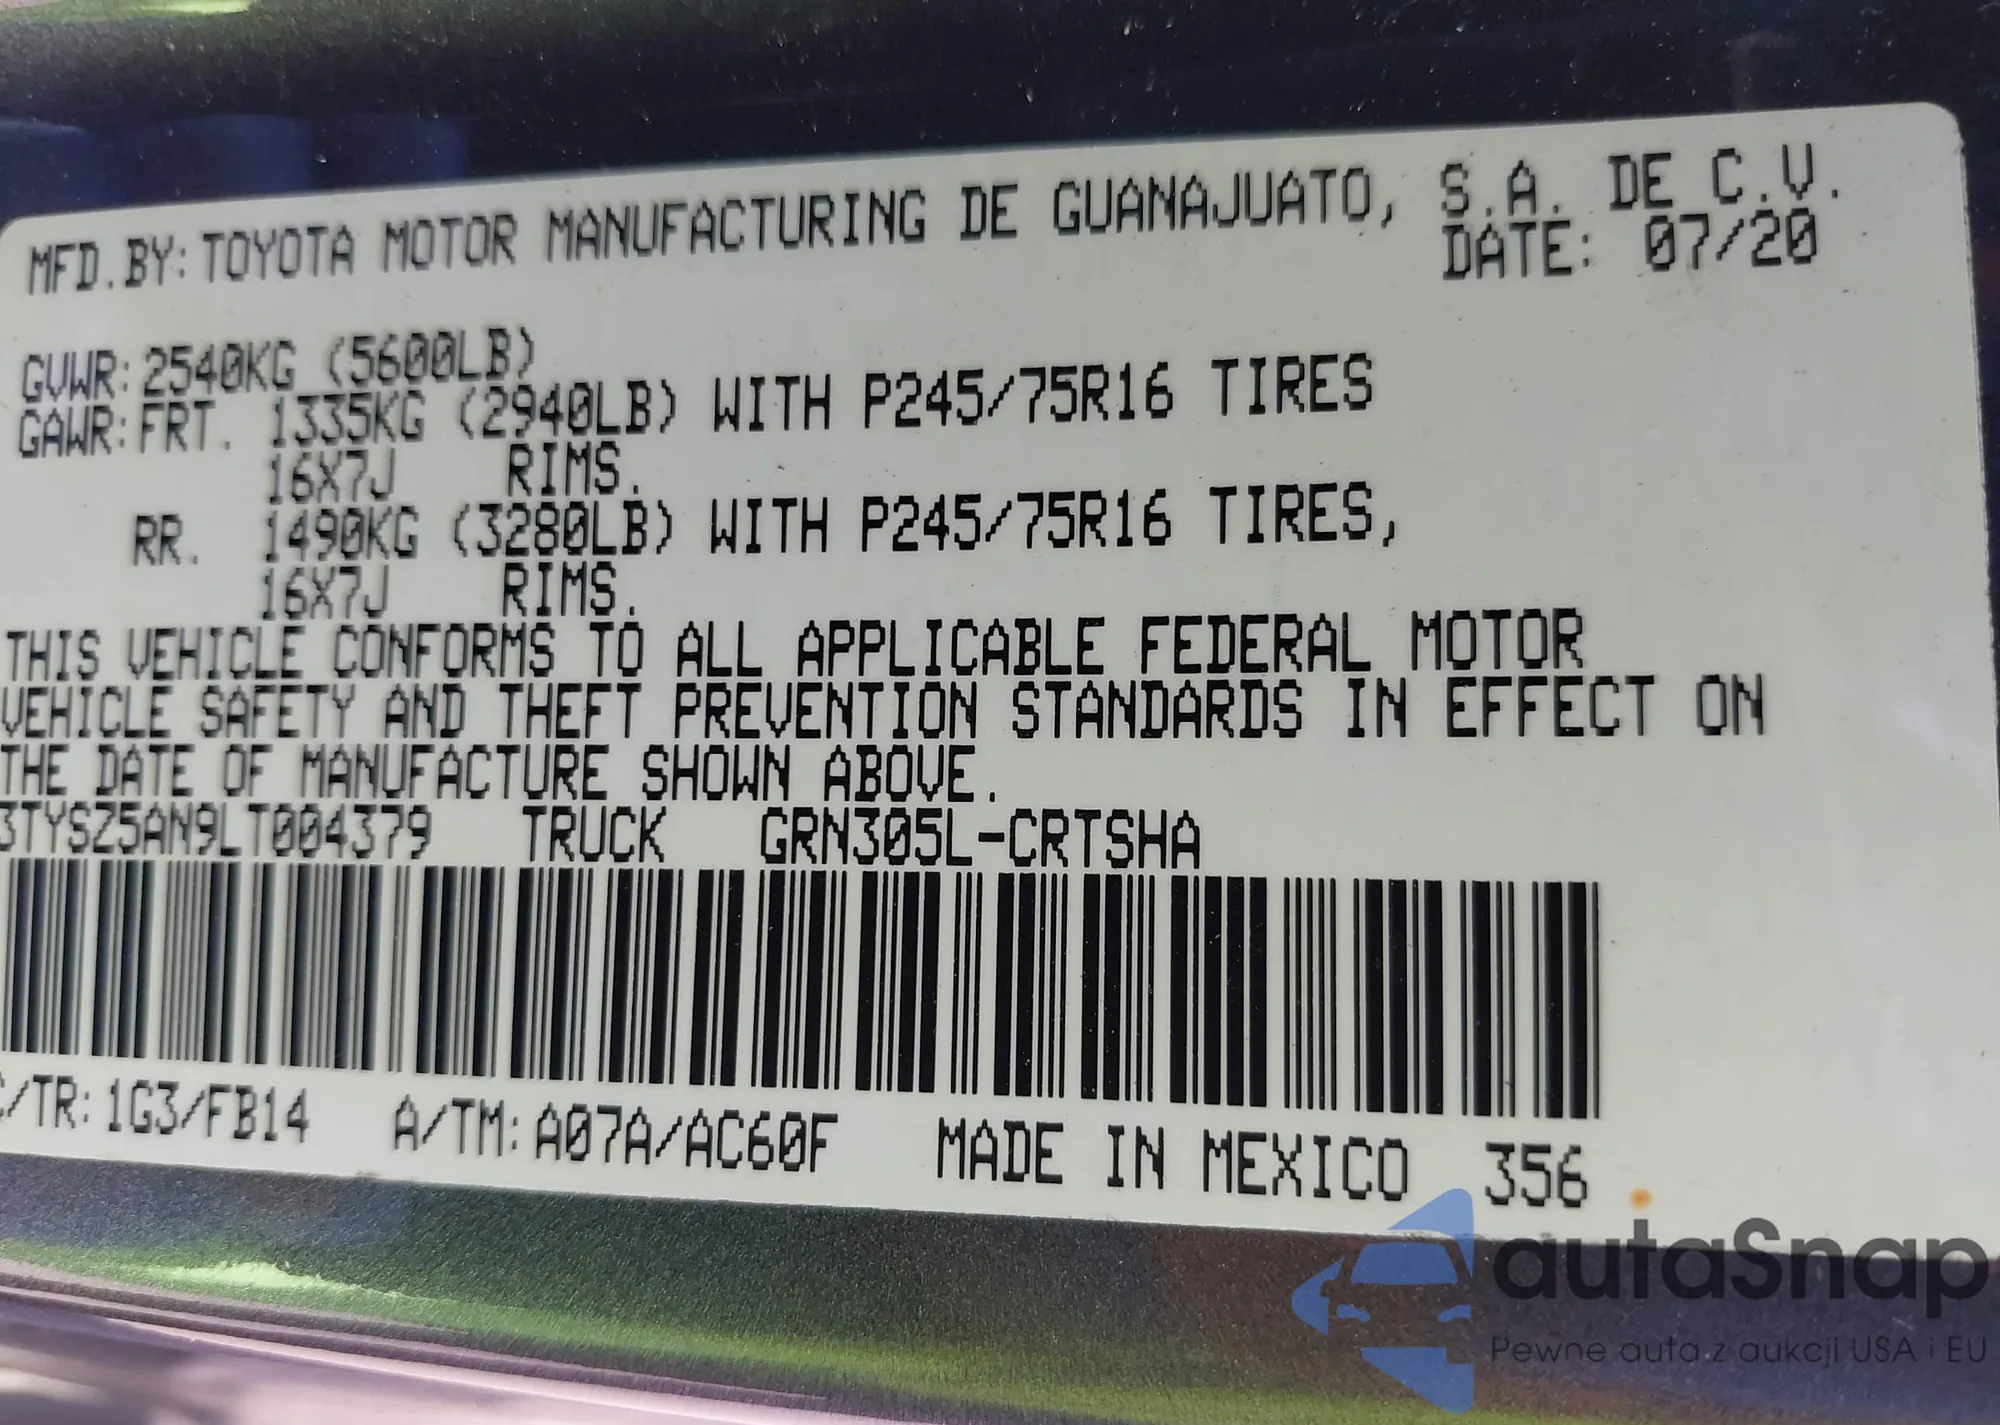 MFD.BY: TOYOTA MOTOR MANUFACTURING DE GUANAJUATO, S.A. DE C.V.
DATE: 07/20
GVWR: 2540KG (5600LB)
GAWR: FRT. 1335KG (2940LB) WITH P245/75R16 TIRES
16X7J RIMS.
RR. 1490KG (3280LB) WITH P245/75R16 TIRES,
16X7J RIMS.
THIS VEHICLE CONFORMS TO ALL APPLICABLE FEDERAL MOTOR
VEHICLE SAFETY AND THEFT PREVENTION STANDARDS IN EFFECT ON
THE DATE OF MANUFACTURE SHOWN ABOVE.
3TYSZ5AN9LT004379 TRUCK GRN305L-CRTSHA
/TR: 1G3/FB14 A/TM: A07A/AC60F MADE IN MEXICO 356
autaSnap
Pewne auta z aukcji USA i EU